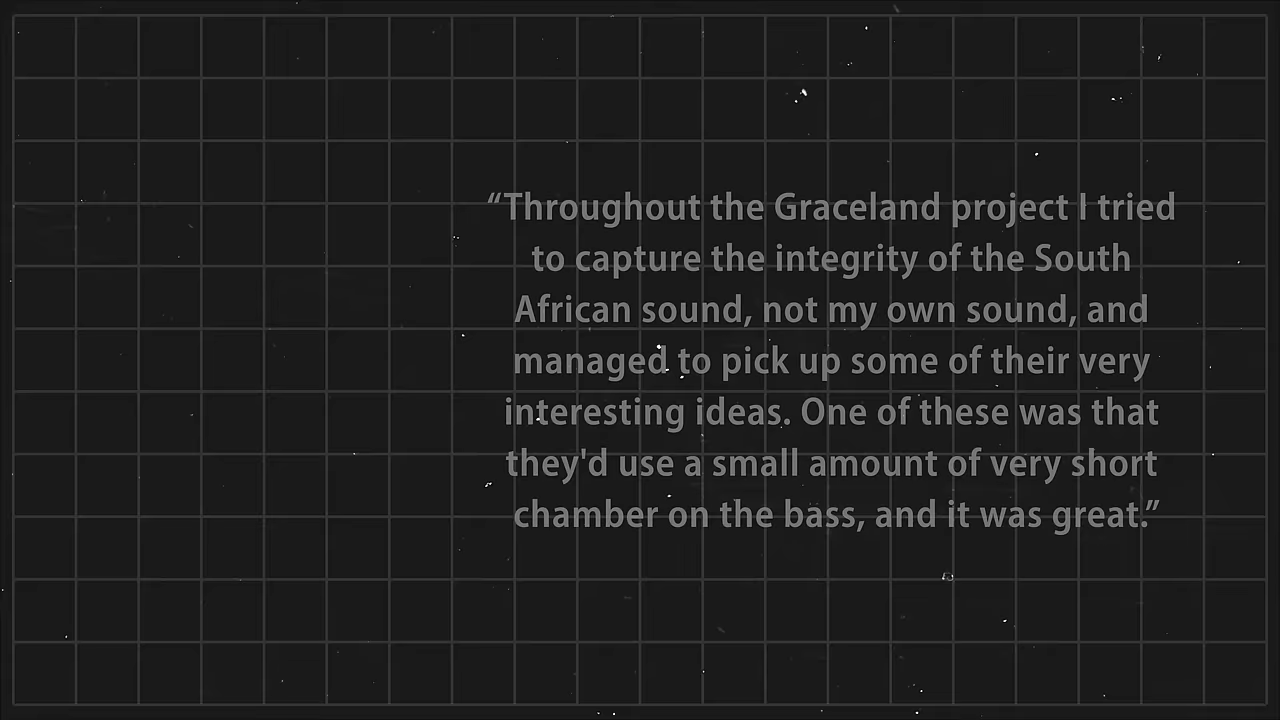 “Throughout the Graceland project I tried
to capture the integrity of the South
African sound, not my own sound, and
managed to pick up some of their very
interesting ideas. One of these was that
they'd use a small amount of very short
chamber on the bass, and it was great.”